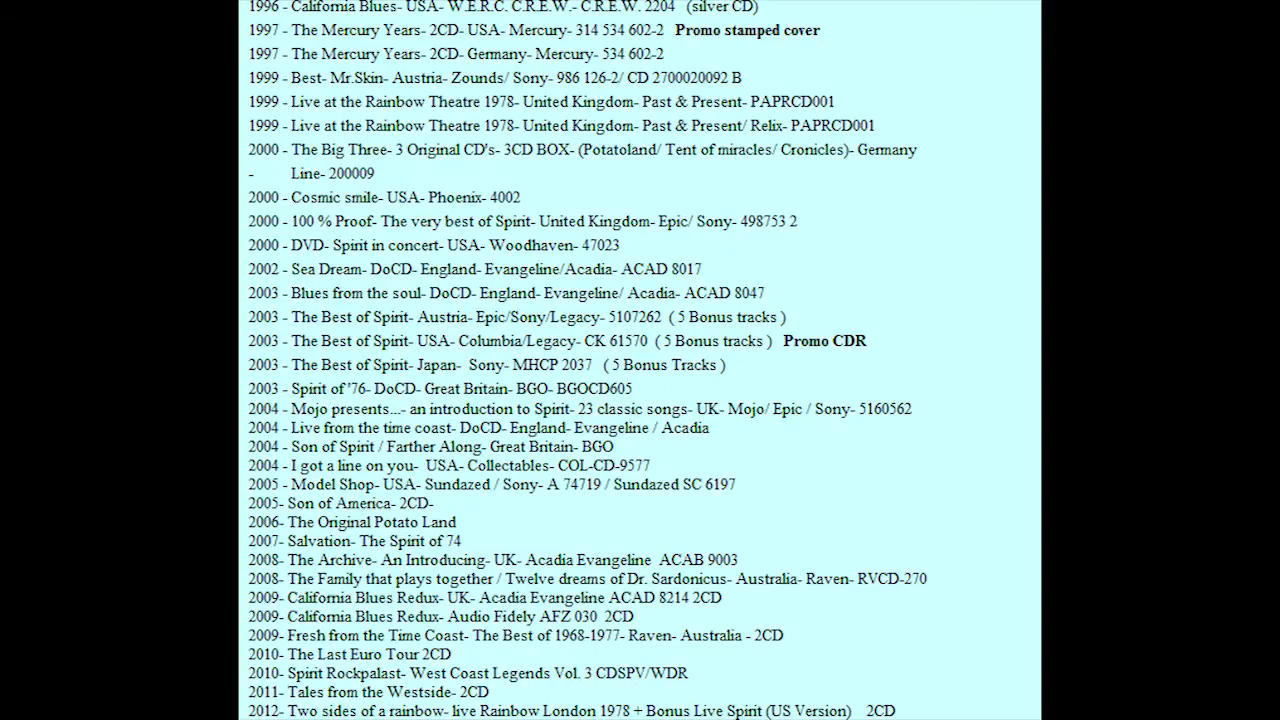 1996 - California Blues- USA- W.E.R.C. C.R.E.W.- C.R.E.W. 2204 (silver CD)
1997 - The Mercury Years- 2CD- USA- Mercury- 314 534 602-2 Promo stamped cover
1997 - The Mercury Years- 2CD- Germany- Mercury- 534 602-2
1999 - Best- Mr.Skin- Austria- Zounds/ Sony- 986 126-2/ CD 2700020092 B
1999 - Live at the Rainbow Theatre 1978- United Kingdom- Past & Present- PAPRCD001
1999 - Live at the Rainbow Theatre 1978- United Kingdom- Past & Present/ Relix- PAPRCD001
2000 - The Big Three- 3 Original CD's- 3CD BOX- (Potatoland/ Tent of miracles/ Cronicles)- Germany
- Line- 200009
2000 - Cosmic smile- USA- Phoenix- 4002
2000 - 100 % Proof- The very best of Spirit- United Kingdom- Epic/ Sony- 498753 2
2000 - DVD- Spirit in concert- USA- Woodhaven- 47023
2002 - Sea Dream- DoCD- England- Evangeline/Acadia- ACAD 8017
2003 - Blues from the soul- DoCD- England- Evangeline/ Acadia- ACAD 8047
2003 - The Best of Spirit- Austria- Epic/Sony/Legacy- 5107262 ( 5 Bonus tracks )
2003 - The Best of Spirit- USA- Columbia/Legacy- CK 61570 ( 5 Bonus tracks ) Promo CDR
2003 - The Best of Spirit- Japan- Sony- MHCP 2037 ( 5 Bonus Tracks )
2003 - Spirit of '76- DoCD- Great Britain- BGO- BGOCD605
2004 - Mojo presents...- an introduction to Spirit- 23 classic songs- UK- Mojo/ Epic / Sony- 5160562
2004 - Live from the time coast- DoCD- England- Evangeline / Acadia
2004 - Son of Spirit / Farther Along- Great Britain- BGO
2004 - I got a line on you- USA- Collectables- COL-CD-9577
2005 - Model Shop- USA- Sundazed / Sony- A 74719 / Sundazed SC 6197
2005- Son of America- 2CD-
2006- The Original Potato Land
2007- Salvation- The Spirit of 74
2008- The Archive- An Introducing- UK- Acadia Evangeline ACAB 9003
2008- The Family that plays together / Twelve dreams of Dr. Sardonicus- Australia- Raven- RVCD-270
2009- California Blues Redux- UK- Acadia Evangeline ACAD 8214 2CD
2009- California Blues Redux- Audio Fidely AFZ 030 2CD
2009- Fresh from the Time Coast- The Best of 1968-1977- Raven- Australia - 2CD
2010- The Last Euro Tour 2CD
2010- Spirit Rockpalast- West Coast Legends Vol. 3 CDSPV/WDR
2011- Tales from the Westside- 2CD
2012- Two sides of a rainbow- live Rainbow London 1978 + Bonus Live Spirit (US Version) 2CD